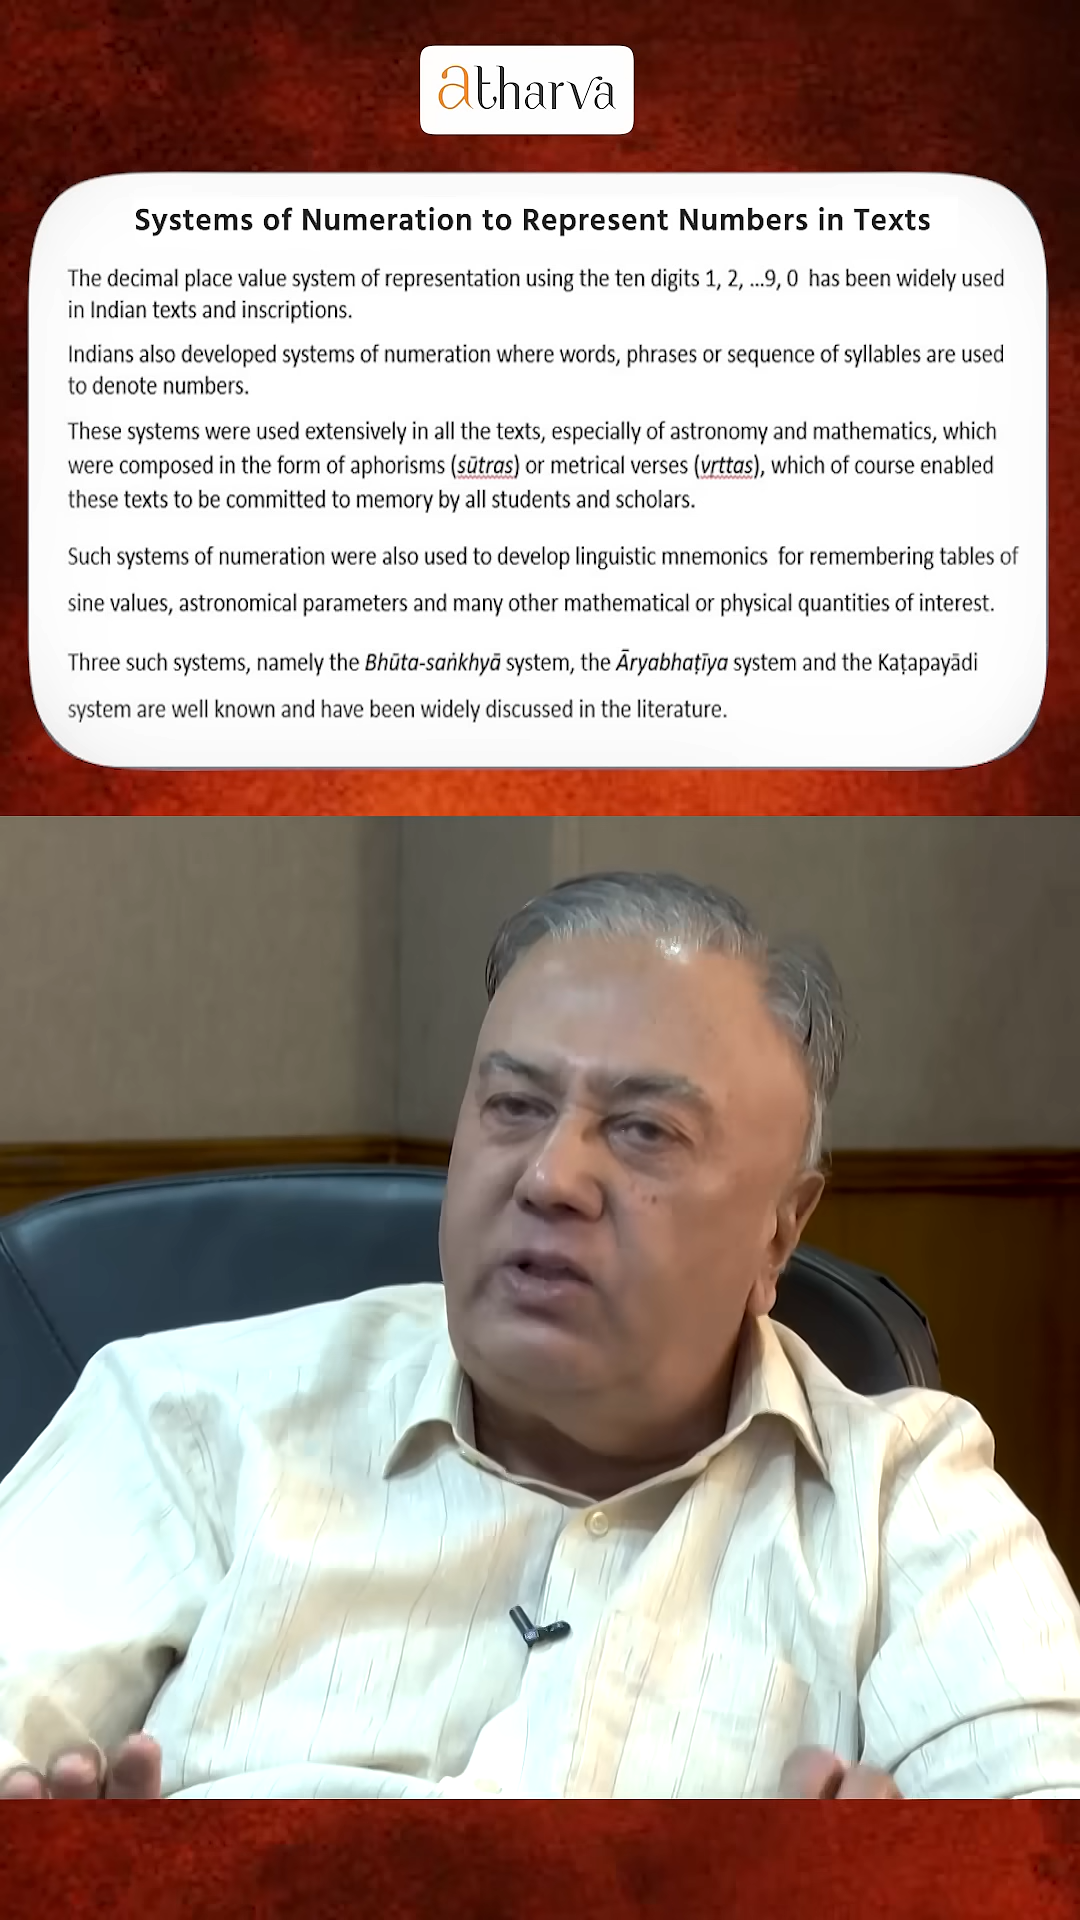 atharva
Systems of Numeration to Represent Numbers in Texts
The decimal place value system of representation using the ten digits 1, 2, ...9, 0 has been widely used
in Indian texts and inscriptions.
Indians also developed systems of numeration where words, phrases or sequence of syllables are used
to denote numbers.
These systems were used extensively in all the texts, especially of astronomy and mathematics, which
were composed in the form of aphorisms (sūtras) or metrical verses (vṛttas), which of course enabled
these texts to be committed to memory by all students and scholars.
Such systems of numeration were also used to develop linguistic mnemonics for remembering tables of
sine values, astronomical parameters and many other mathematical or physical quantities of interest.
Three such systems, namely the Bhūta-saṅkhyā system, the Āryabhaṭīya system and the Kaṭapayādi
system are well known and have been widely discussed in the literature.